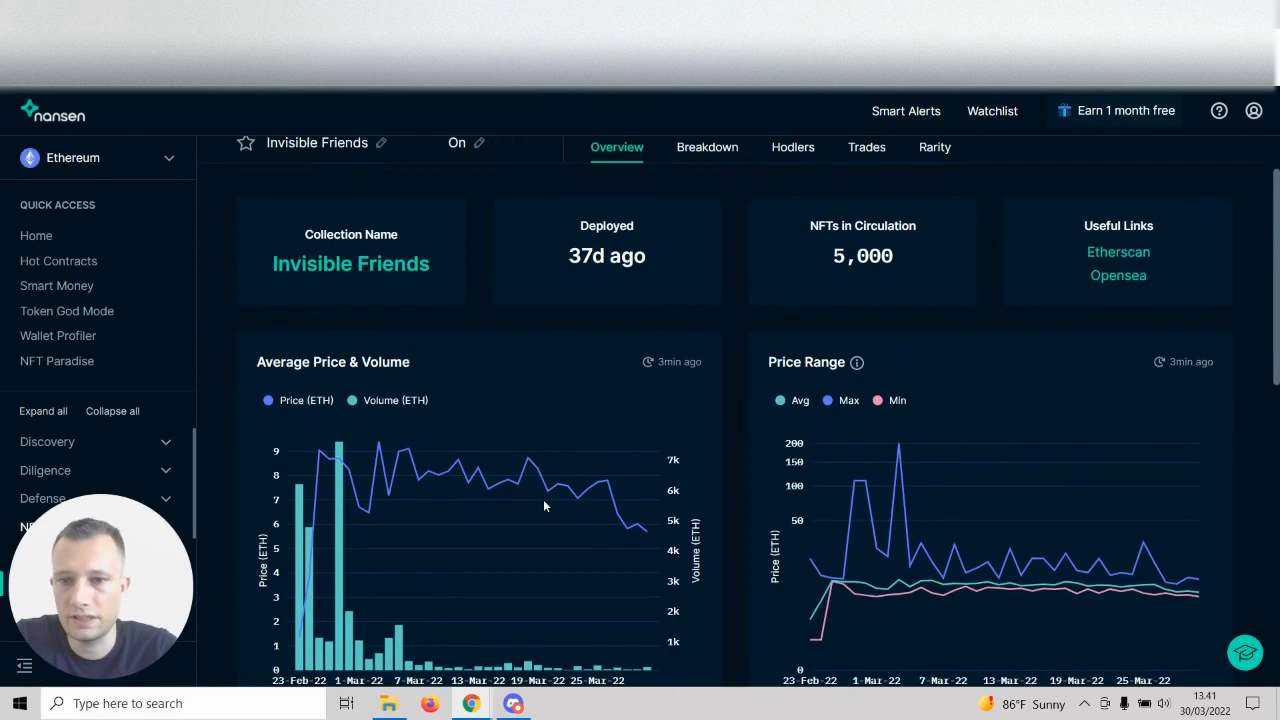 nansen
Smart Alerts
Watchlist
Earn 1 month free
Ethereum
Invisible Friends
On
Overview
Breakdown
Hodlers
Trades
Rarity
QUICK ACCESS
Home
Hot Contracts
Smart Money
Token God Mode
Wallet Profiler
NFT Paradise
Expand all
Collapse all
Discovery
Diligence
Defense
Collection Name
Invisible Friends
Deployed
37d ago
NFTs in Circulation
5,000
Useful Links
Etherscan
Opensea
Average Price & Volume
3min ago
Price (ETH)
Volume (ETH)
9
8
7
6
5
4
3
2
1
0
Price (ETH)
7k
6k
5k
4k
3k
2k
1k
Volume (ETH)
23-Feb-22 1-Mar-22 7-Mar-22 13-Mar-22 19-Mar-22 25-Mar-22
Price Range
3min ago
Avg
Max
Min
200
150
100
50
0
Price (ETH)
23-Feb-22 1-Mar-22 7-Mar-22 13-Mar-22 19-Mar-22 25-Mar-22
Type here to search
86°F Sunny
13.41
30/03/2022